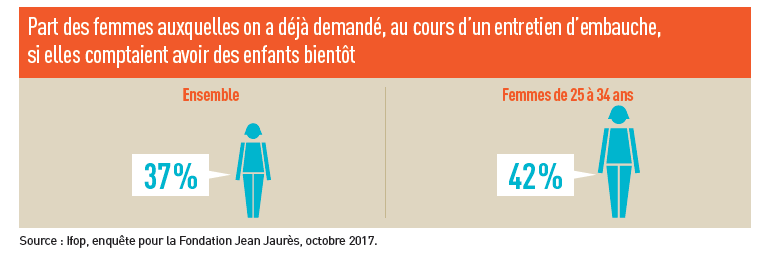 Part des femmes auxquelles on a déjà demandé, au cours d'un entretien d'embauche,
si elles comptaient avoir des enfants bientôt
Ensemble
37%
Femmes de 25 à 34 ans
42%
Source : Ifop, enquête pour la Fondation Jean Jaurès, octobre 2017.